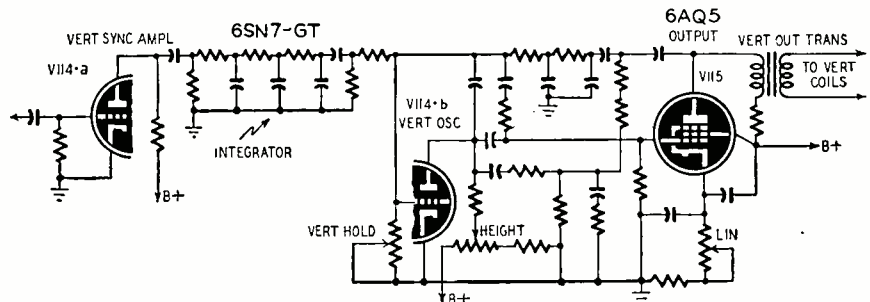 6SN7-GT
6AQ5
OUTPUT
VERT SYNC AMPL
V114·a
VERT OUT TRANS
V115
TO VERT
COILS
V114·b
VERT OSC
INTEGRATOR
B+
B+
VERT HOLD
HEIGHT
LIN
B+